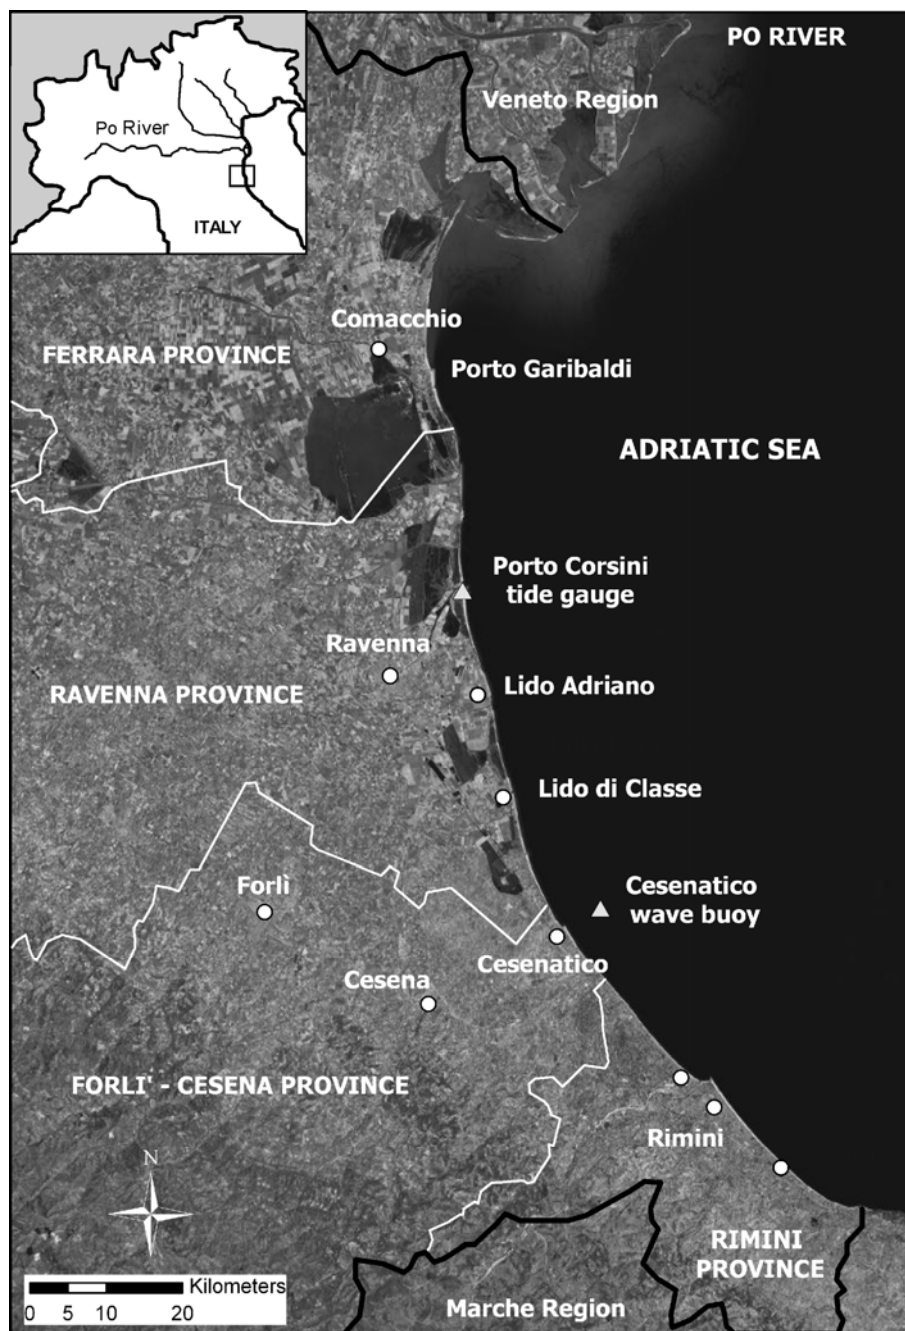 PO RIVER
Veneto Region
Po River
ITALY
Comacchio
FERRARA PROVINCE
Porto Garibaldi
ADRIATIC SEA
Porto Corsini
tide gauge
Ravenna
RAVENNA PROVINCE
Lido Adriano
Lido di Classe
Forlì
Cesenatico
wave buoy
Cesenatico
Cesena
FORLI' - CESENA PROVINCE
Rimini
N
RIMINI
PROVINCE
Kilometers
0 5 10 20
Marche Region